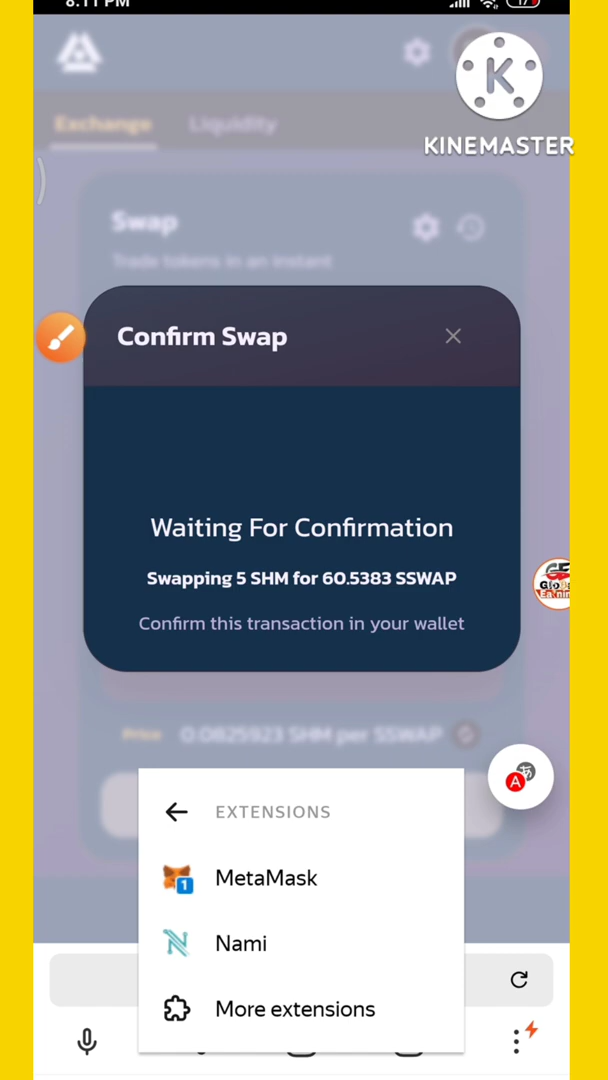 8:11 PM
17
K
KINEMASTER
Exchange
Liquidity
Swap
Trade tokens in an instant
Confirm Swap
Waiting For Confirmation
Swapping 5 SHM for 60.5383 SSWAP
Confirm this transaction in your wallet
Price 0.0825923 SHM per SSWAP
A
EXTENSIONS
1
MetaMask
Nami
More extensions